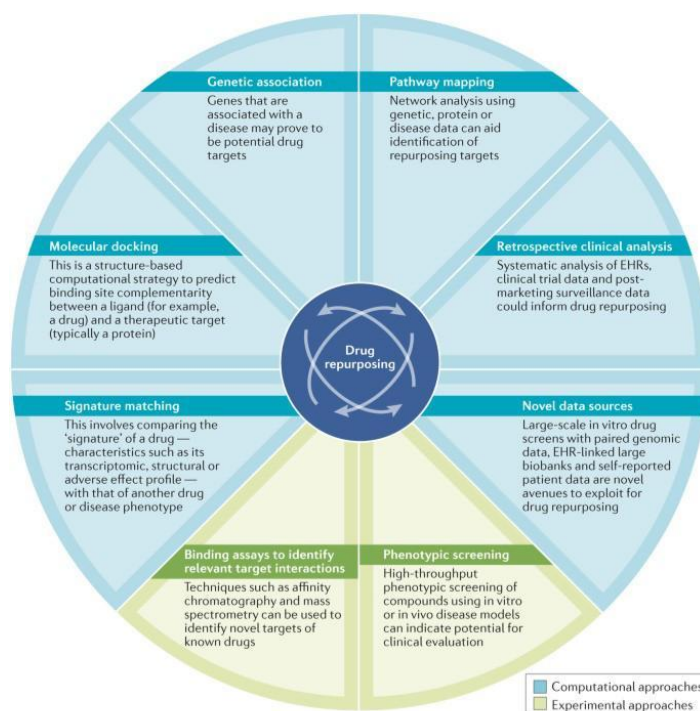 Genetic association
Genes that are
associated with a
disease may prove to
be potential drug
targets
Pathway mapping
Network analysis using
genetic, protein or
disease data can aid
identification of
repurposing targets
Molecular docking
This is a structure-based
computational strategy to predict
binding site complementarity
between a ligand (for example,
a drug) and a therapeutic target
(typically a protein)
Retrospective clinical analysis
Systematic analysis of EHRs,
clinical trial data and post-
marketing surveillance data
could inform drug repurposing
Drug
repurposing
Signature matching
This involves comparing the
‘signature’ of a drug —
characteristics such as its
transcriptomic, structural or
adverse effect profile —
with that of another drug
or disease phenotype
Novel data sources
Large-scale in vitro drug
screens with paired genomic
data, EHR-linked large
biobanks and self-reported
patient data are novel
avenues to exploit for
drug repurposing
Binding assays to identify
relevant target interactions
Techniques such as affinity
chromatography and mass
spectrometry can be used to
identify novel targets of
known drugs
Phenotypic screening
High-throughput
phenotypic screening of
compounds using in vitro
or in vivo disease models
can indicate potential for
clinical evaluation
Computational approaches
Experimental approaches